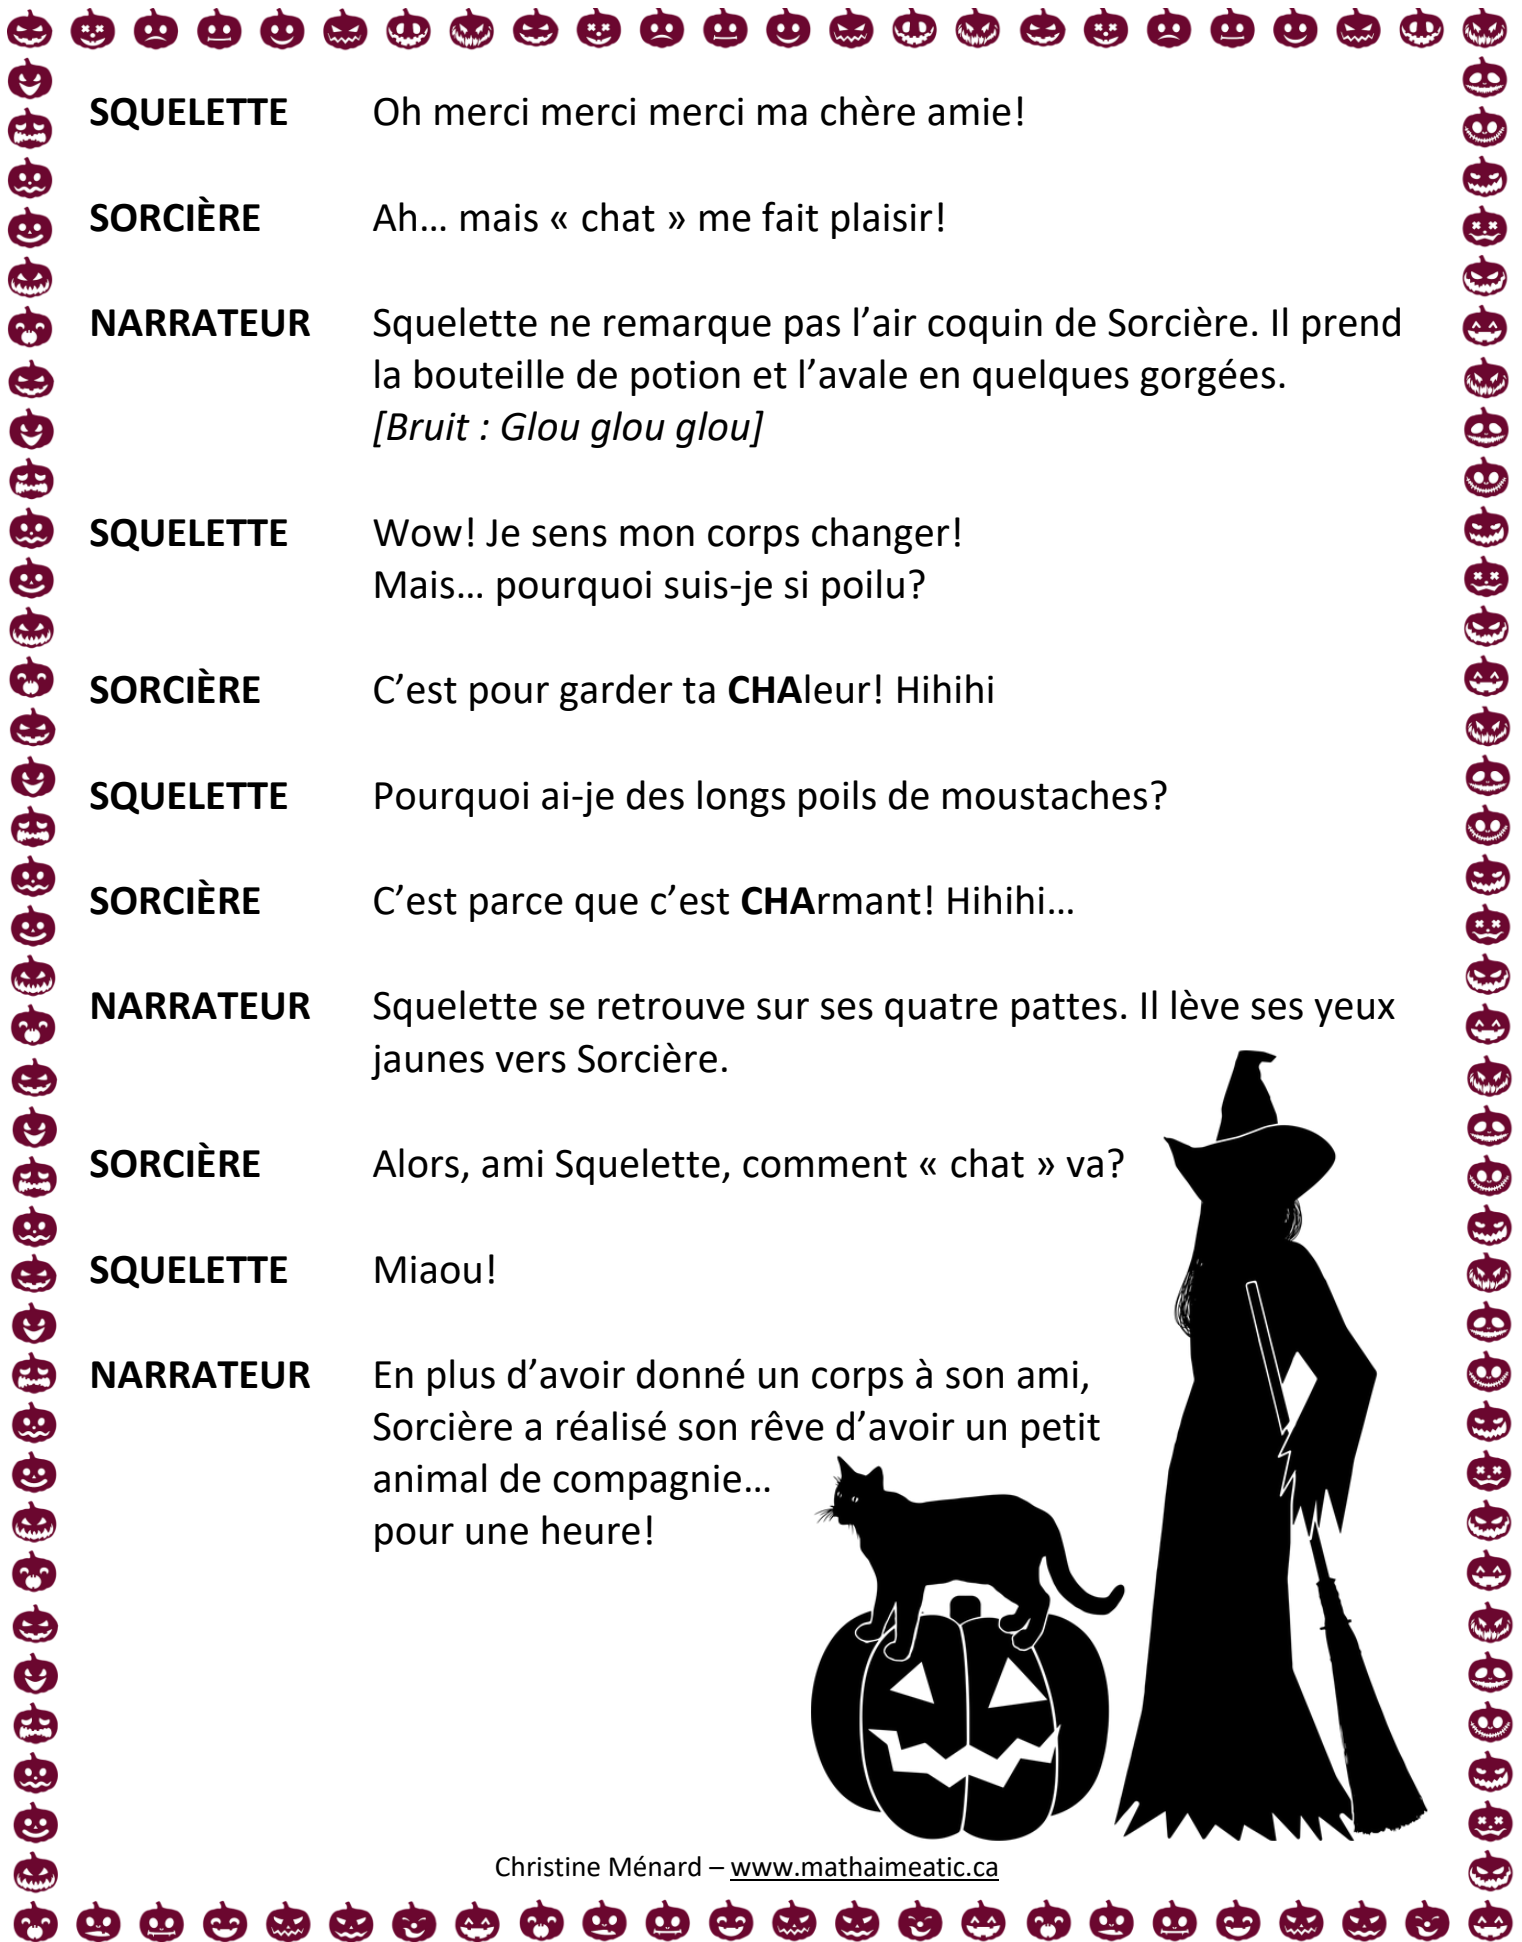 SQUELETTE Oh merci merci merci ma chère amie!
SORCIÈRE Ah… mais « chat » me fait plaisir!
NARRATEUR Squelette ne remarque pas l’air coquin de Sorcière. Il prend
la bouteille de potion et l’avale en quelques gorgées.
[Bruit : Glou glou glou]
SQUELETTE Wow! Je sens mon corps changer!
Mais… pourquoi suis-je si poilu?
SORCIÈRE C’est pour garder ta CHAleur! Hihihi
SQUELETTE Pourquoi ai-je des longs poils de moustaches?
SORCIÈRE C’est parce que c’est CHArmant! Hihihi…
NARRATEUR Squelette se retrouve sur ses quatre pattes. Il lève ses yeux
jaunes vers Sorcière.
SORCIÈRE Alors, ami Squelette, comment « chat » va?
SQUELETTE Miaou!
NARRATEUR En plus d’avoir donné un corps à son ami,
Sorcière a réalisé son rêve d’avoir un petit
animal de compagnie…
pour une heure!
Christine Ménard – www.mathaimeatic.ca